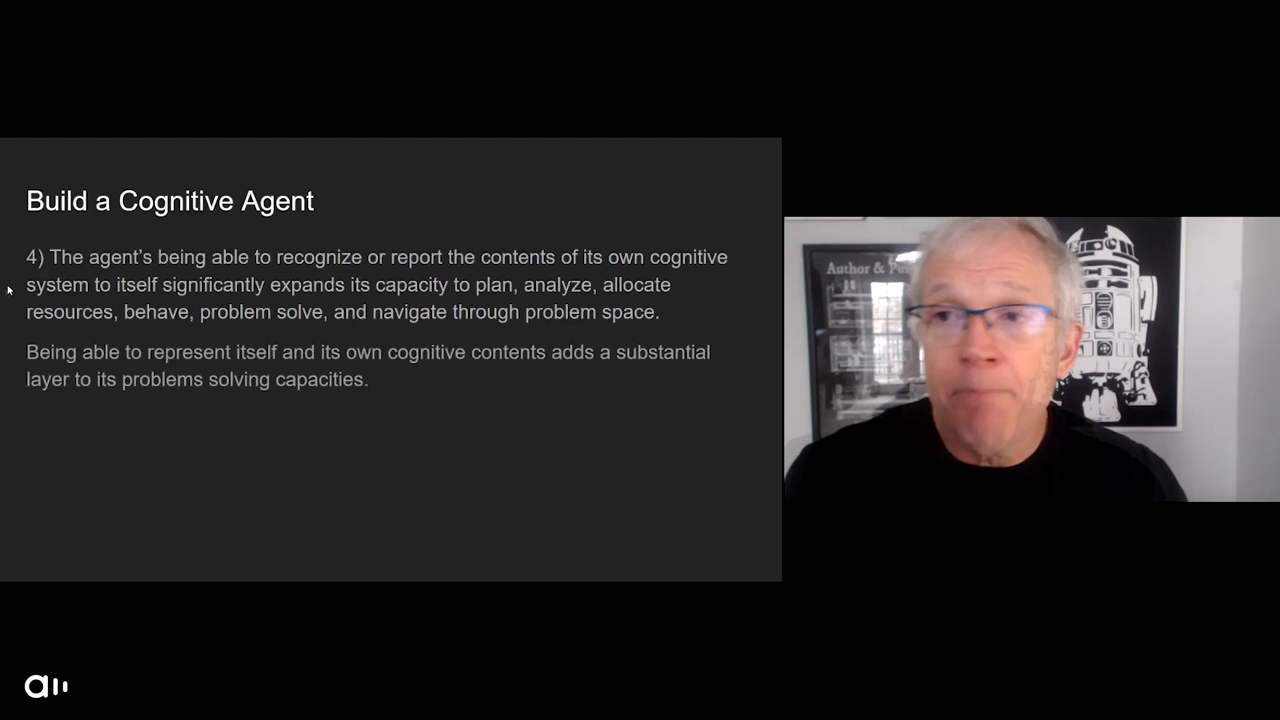 Build a Cognitive Agent
4) The agent's being able to recognize or report the contents of its own cognitive
system to itself significantly expands its capacity to plan, analyze, allocate
resources, behave, problem solve, and navigate through problem space.
Being able to represent itself and its own cognitive contents adds a substantial
layer to its problems solving capacities.
Author &